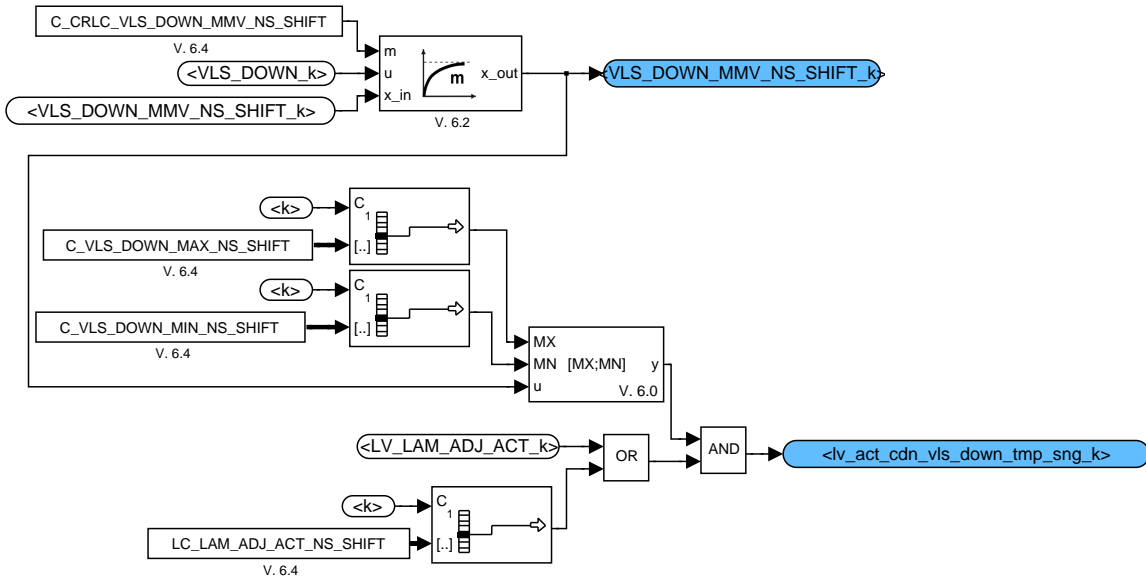 C_CRLC_VLS_DOWN_MMV_NS_SHIFT
V. 6.4
<VLS_DOWN_k>
<VLS_DOWN_MMV_NS_SHIFT_k>
m
u
x_in
m
x_out
V. 6.2
<VLS_DOWN_MMV_NS_SHIFT_k>
<k>
C_VLS_DOWN_MAX_NS_SHIFT
V. 6.4
C
1
[..]
<k>
C_VLS_DOWN_MIN_NS_SHIFT
V. 6.4
C
1
[..]
MX
MN [MX;MN] y
u
V. 6.0
<LV_LAM_ADJ_ACT_k>
OR
AND
<lv_act_cdn_vls_down_tmp_sng_k>
<k>
LC_LAM_ADJ_ACT_NS_SHIFT
V. 6.4
C
1
[..]